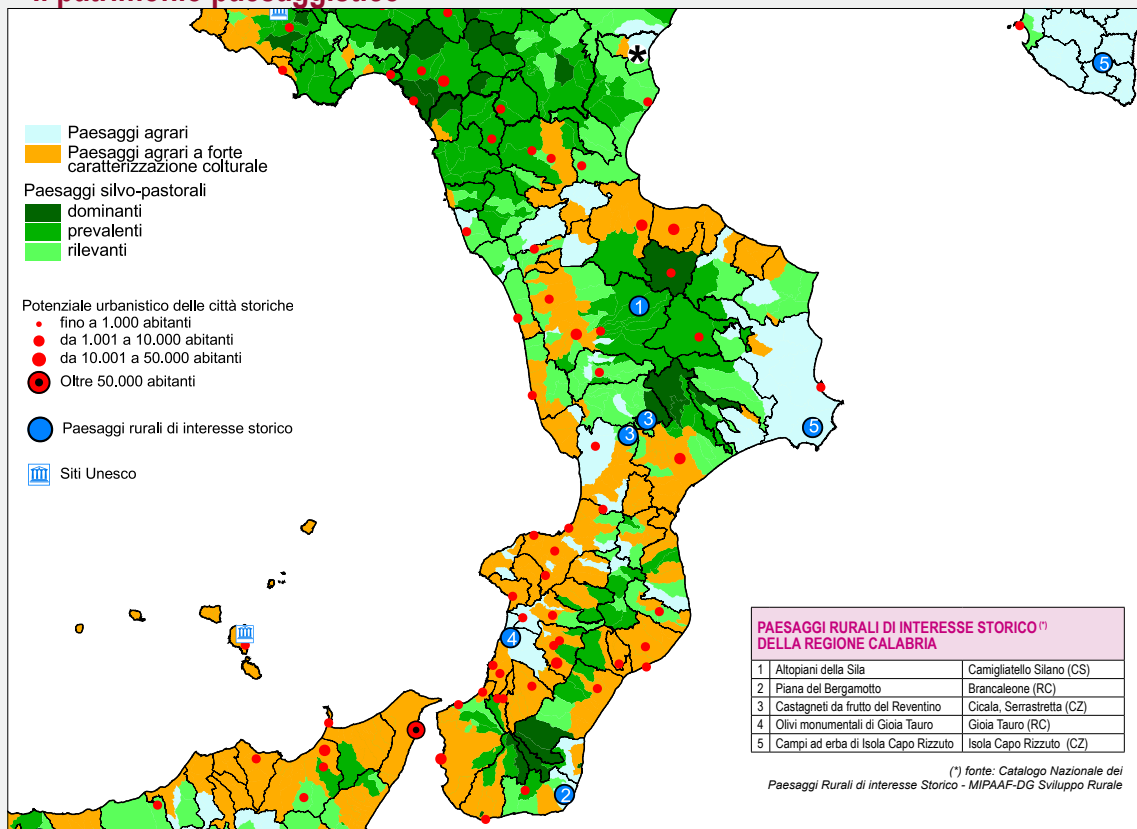 Il patrimonio paesaggistico
*
5
Paesaggi agrari
Paesaggi agrari a forte
caratterizzazione colturale
Paesaggi silvo-pastorali
dominanti
prevalenti
rilevanti
Potenziale urbanistico delle città storiche
fino a 1.000 abitanti
da 1.001 a 10.000 abitanti
da 10.001 a 50.000 abitanti
Oltre 50.000 abitanti
Paesaggi rurali di interesse storico
Siti Unesco
1
3
3
5
4
2
PAESAGGI RURALI DI INTERESSE STORICO (*)
DELLA REGIONE CALABRIA
1 Altopiani della Sila Camigliatello Silano (CS)
2 Piana del Bergamotto Brancaleone (RC)
3 Castagneti da frutto del Reventino Cicala, Serrastretta (CZ)
4 Olivi monumentali di Gioia Tauro Gioia Tauro (RC)
5 Campi ad erba di Isola Capo Rizzuto Isola Capo Rizzuto (CZ)
(*) fonte: Catalogo Nazionale dei
Paesaggi Rurali di interesse Storico - MIPAAF-DG Sviluppo Rurale